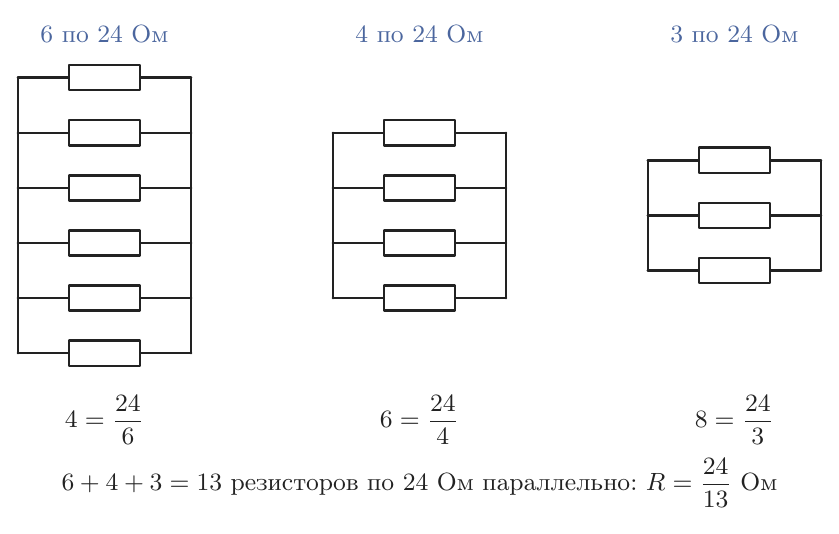 6 по 24 Ом
4 по 24 Ом
3 по 24 Ом
4 = 24/6
6 = 24/4
8 = 24/3
6 + 4 + 3 = 13 резисторов по 24 Ом параллельно: R = 24/13 Ом